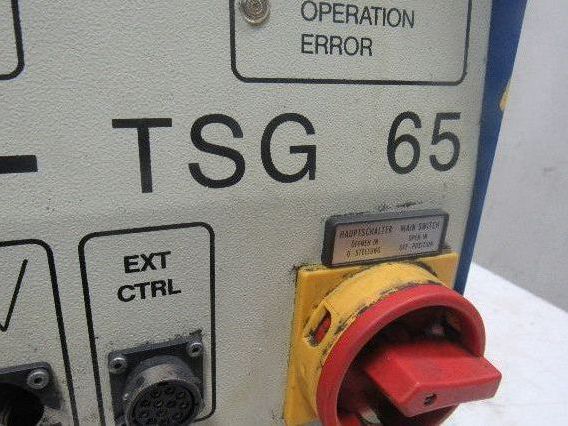 OPERATION
ERROR
TSG 65
HAUPTSCHALTER MAIN SWITCH
ÖFFNEN IN OPEN IN
0 - STELLUNG OFF - POSITION
EXT
CTRL